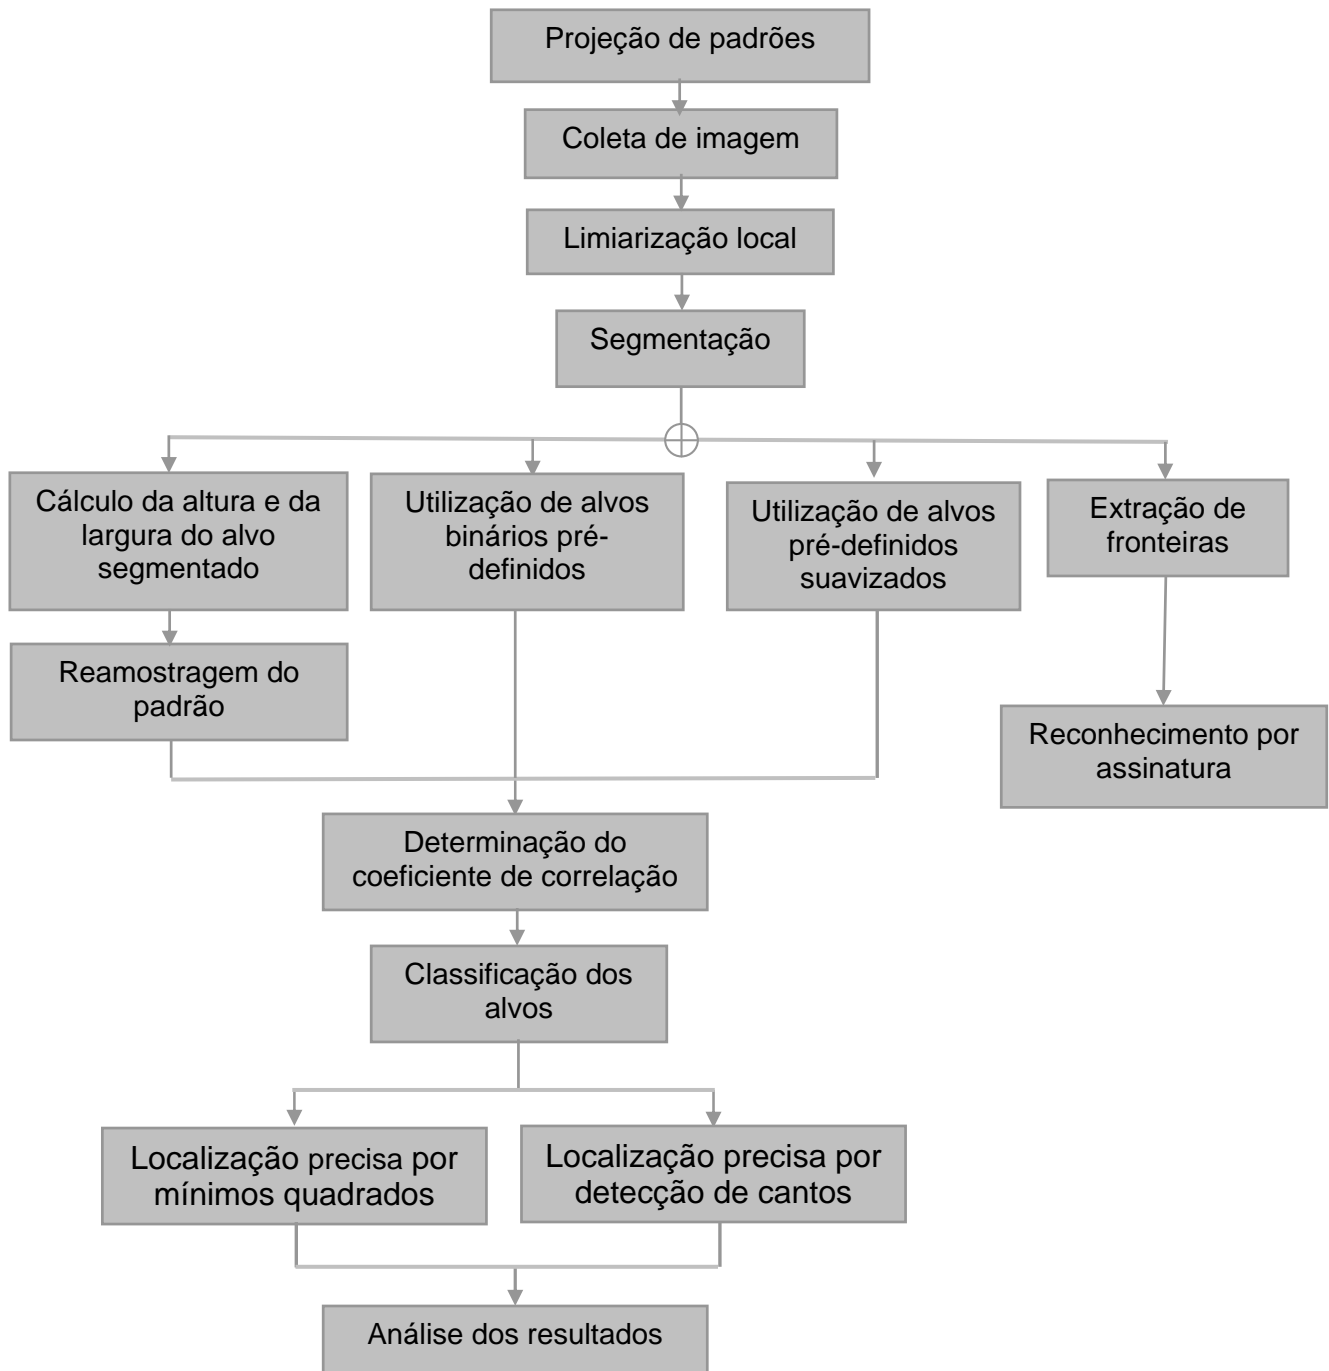 Projeção de padrões
Coleta de imagem
Limiarização local
Segmentação
Cálculo da altura e da
largura do alvo
segmentado
Utilização de alvos
binários pré-
definidos
Utilização de alvos
pré-definidos
suavizados
Extração de
fronteiras
Reamostragem do
padrão
Reconhecimento por
assinatura
Determinação do
coeficiente de correlação
Classificação dos
alvos
Localização precisa por
mínimos quadrados
Localização precisa por
detecção de cantos
Análise dos resultados